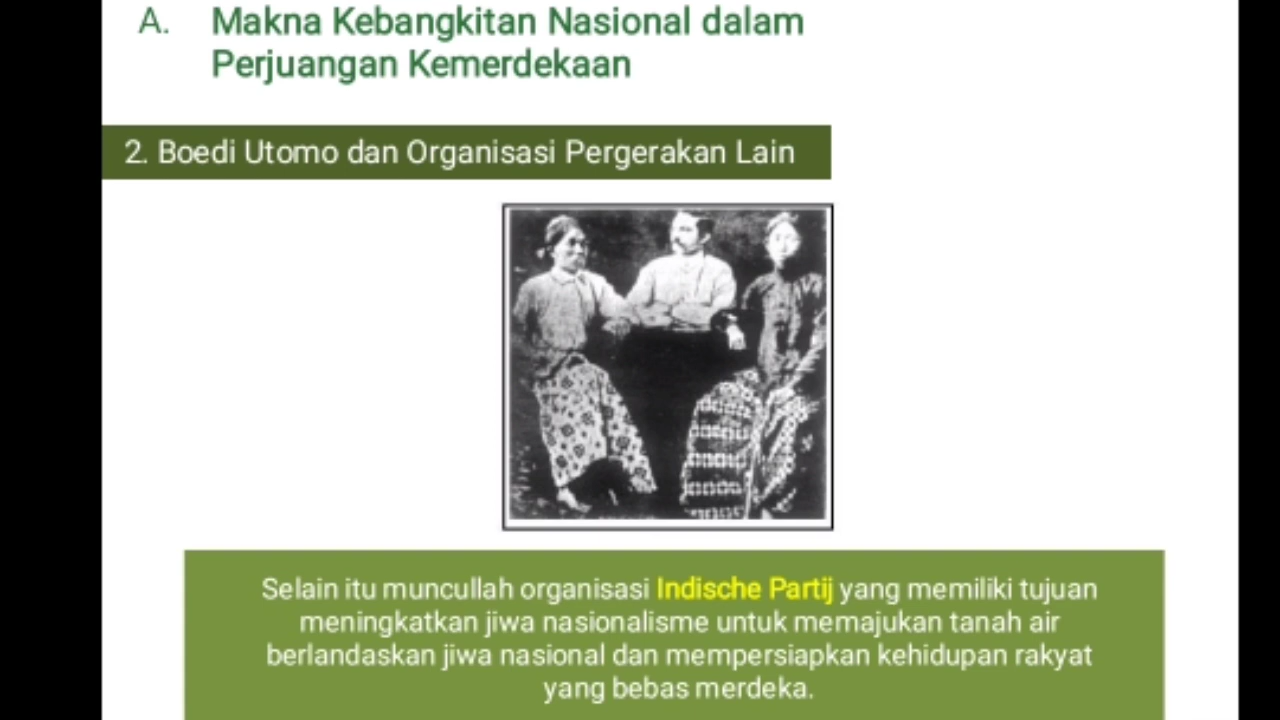 A. Makna Kebangkitan Nasional dalam
Perjuangan Kemerdekaan
2. Boedi Utomo dan Organisasi Pergerakan Lain
Selain itu muncullah organisasi Indische Partij yang memiliki tujuan
meningkatkan jiwa nasionalisme untuk memajukan tanah air
berlandaskan jiwa nasional dan mempersiapkan kehidupan rakyat
yang bebas merdeka.